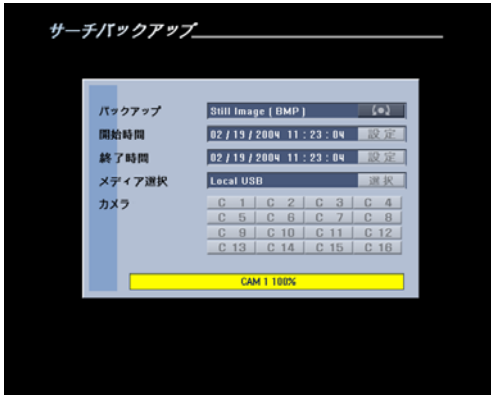 サーチバックアップ
バックアップ Still Image ( BMP ) (●)
開始時間 02 / 19 / 2004 11 : 23 : 04 設定
終了時間 02 / 19 / 2004 11 : 23 : 04 設定
メディア選択 Local USB 選択
カメラ C 1 C 2 C 3 C 4
C 5 C 6 C 7 C 8
C 9 C 10 C 11 C 12
C 13 C 14 C 15 C 16
CAM 1 100%